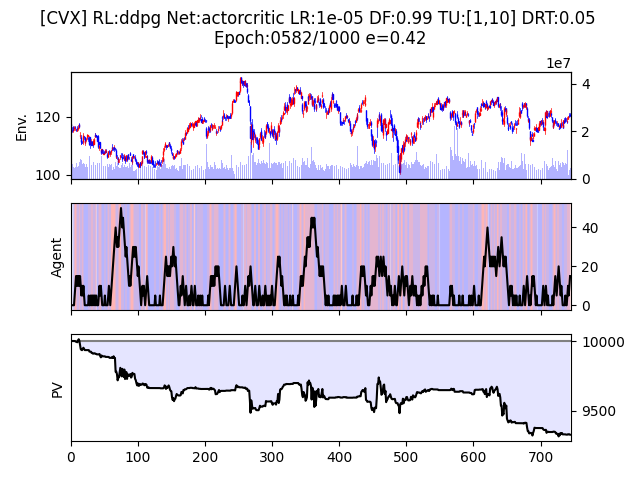 [CVX] RL:ddpg Net:actorcritic LR:1e-05 DF:0.99 TU:[1,10] DRT:0.05
Epoch:0582/1000 e=0.42
1e7
Env.
120
100
4
2
0
Agent
40
20
0
PV
10000
9500
0 100 200 300 400 500 600 700